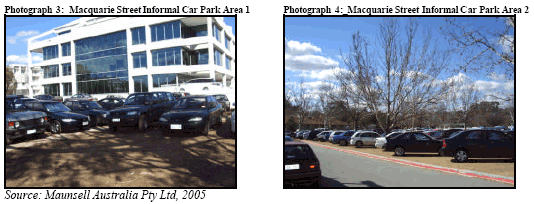 Photograph 3: Macquarie Street Informal Car Park Area 1
Photograph 4: Macquarie Street Informal Car Park Area 2
Source: Maunsell Australia Pty Ltd, 2005